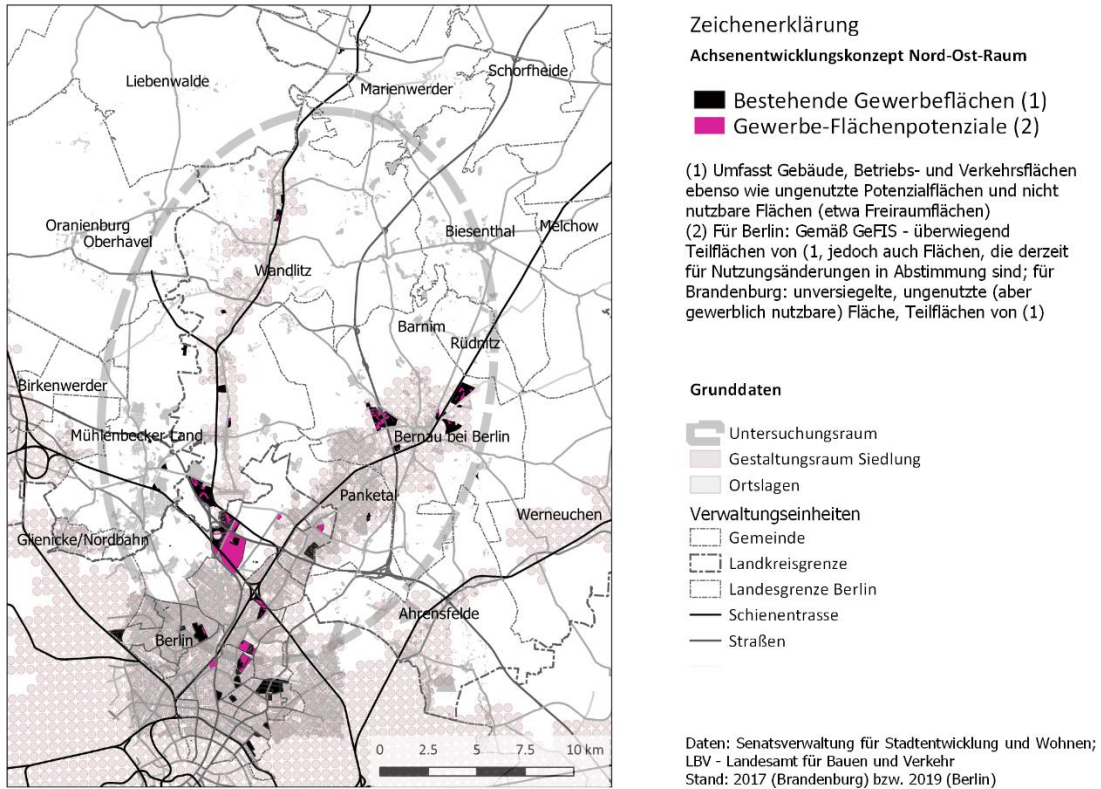 Liebenwalde
Schorfheide
Marienwerder
Oranienburg
Oberhavel
Melchow
Biesenthal
Wandlitz
Barnim
Rüdnitz
Birkenwerder
Mühlenbecker Land
Bernau bei Berlin
Panketal
Werneuchen
Glienicke/Nordbahn
Ahrensfelde
Berlin
0 2.5 5 7.5 10 km
Zeichenerklärung
Achsenentwicklungskonzept Nord-Ost-Raum
Bestehende Gewerbeflächen (1)
Gewerbe-Flächenpotenziale (2)
(1) Umfasst Gebäude, Betriebs- und Verkehrsflächen
ebenso wie ungenutzte Potenzialflächen und nicht
nutzbare Flächen (etwa Freiraumflächen)
(2) Für Berlin: Gemäß GeFIS - überwiegend
Teilflächen von (1, jedoch auch Flächen, die derzeit
für Nutzungsänderungen in Abstimmung sind; für
Brandenburg: unversiegelte, ungenutzte (aber
gewerblich nutzbare) Fläche, Teilflächen von (1)
Grunddaten
Untersuchungsraum
Gestaltungsraum Siedlung
Ortslagen
Verwaltungseinheiten
Gemeinde
Landkreisgrenze
Landesgrenze Berlin
Schienentrasse
Straßen
Daten: Senatsverwaltung für Stadtentwicklung und Wohnen;
LBV - Landesamt für Bauen und Verkehr
Stand: 2017 (Brandenburg) bzw. 2019 (Berlin)